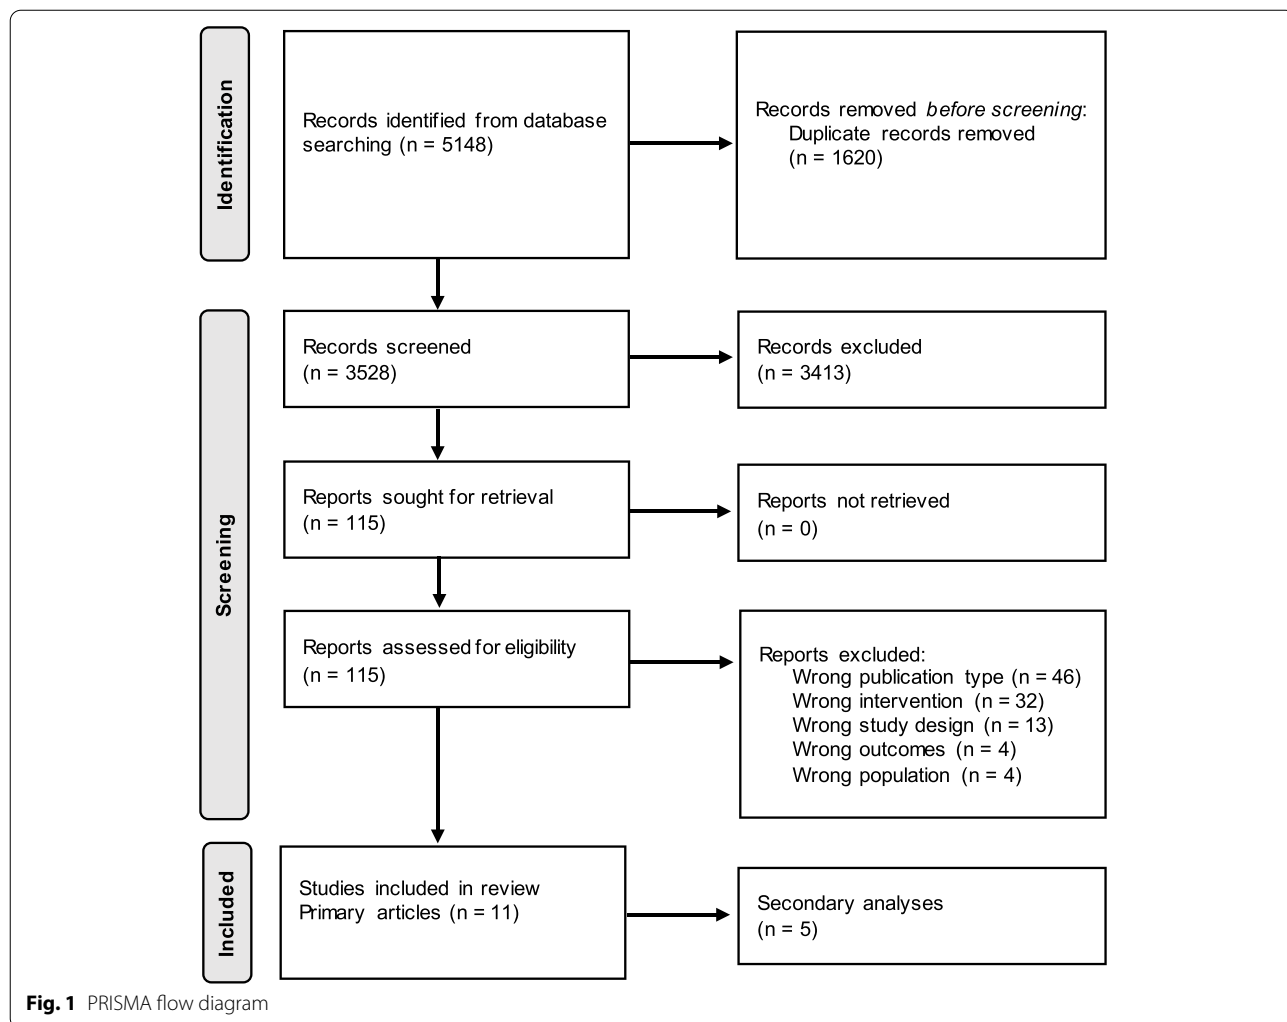 Identification
Records identified from database
searching (n = 5148)
Records removed before screening:
Duplicate records removed
(n = 1620)
Screening
Records screened
(n = 3528)
Records excluded
(n = 3413)
Reports sought for retrieval
(n = 115)
Reports not retrieved
(n = 0)
Reports assessed for eligibility
(n = 115)
Reports excluded:
Wrong publication type (n = 46)
Wrong intervention (n = 32)
Wrong study design (n = 13)
Wrong outcomes (n = 4)
Wrong population (n = 4)
Included
Studies included in review
Primary articles (n = 11)
Secondary analyses
(n = 5)
Fig. 1 PRISMA flow diagram